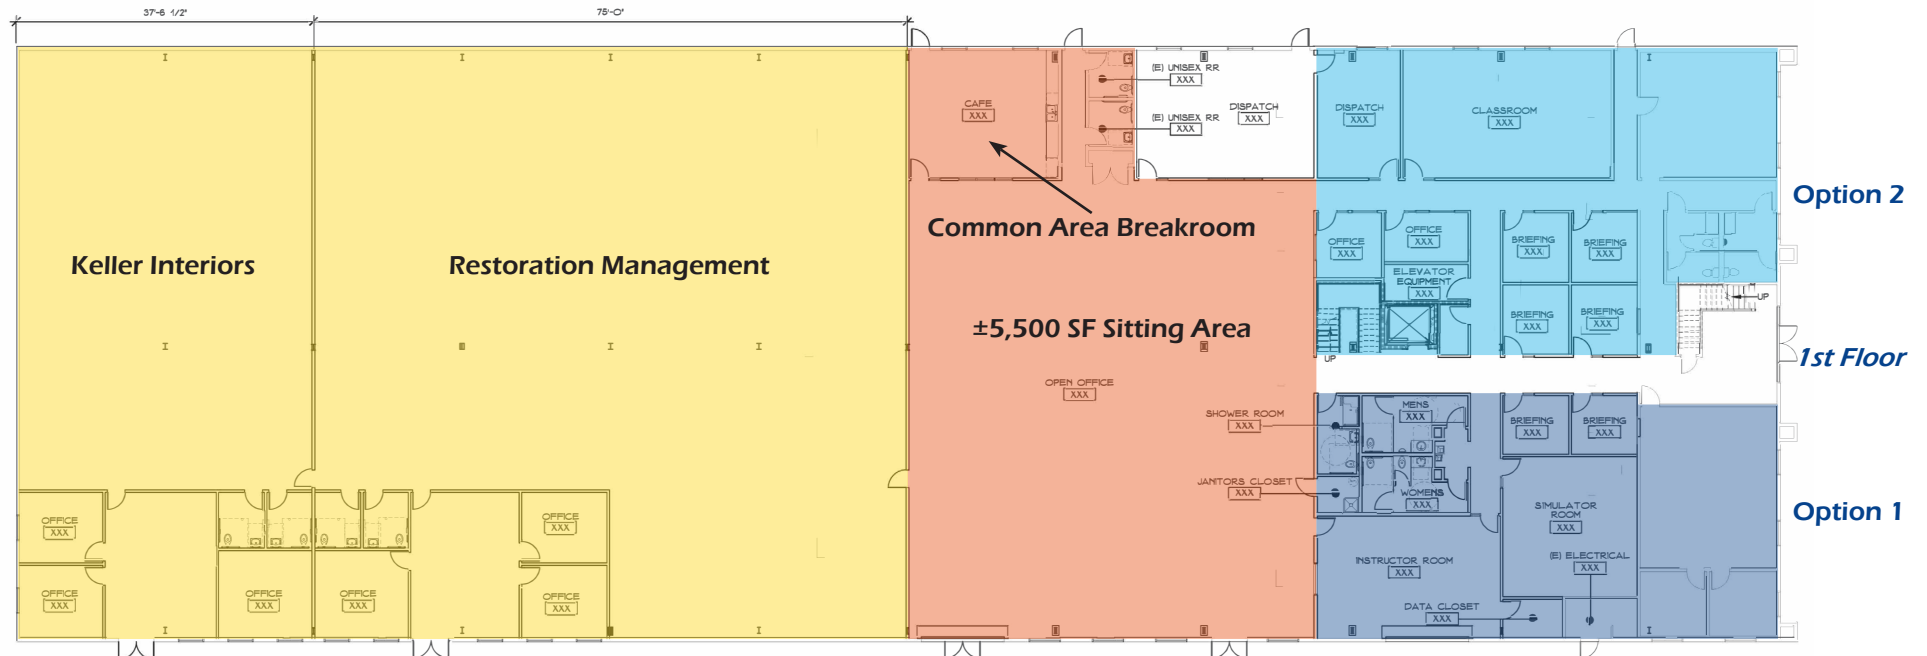 37'-6 1/2"
75'-0"
(E) UNISEX RR
XXX
CAFE
XXX
DISPATCH
XXX
DISPATCH
XXX
CLASSROOM
XXX
(E) UNISEX RR
XXX
Option 2
Common Area Breakroom
OFFICE
XXX
OFFICE
XXX
BRIEFING
XXX
BRIEFING
XXX
Keller Interiors
Restoration Management
ELEVATOR
EQUIPMENT
XXX
UP
±5,500 SF Sitting Area
BRIEFING
XXX
BRIEFING
XXX
UP
1st Floor
OPEN OFFICE
XXX
SHOWER ROOM
XXX
MENS
XXX
BRIEFING
XXX
BRIEFING
XXX
JANITORS CLOSET
XXX
WOMENS
XXX
SIMULATOR
ROOM
XXX
Option 1
OFFICE
XXX
OFFICE
XXX
INSTRUCTOR ROOM
XXX
(E) ELECTRICAL
XXX
OFFICE
XXX
OFFICE
XXX
OFFICE
XXX
OFFICE
XXX
DATA CLOSET
XXX